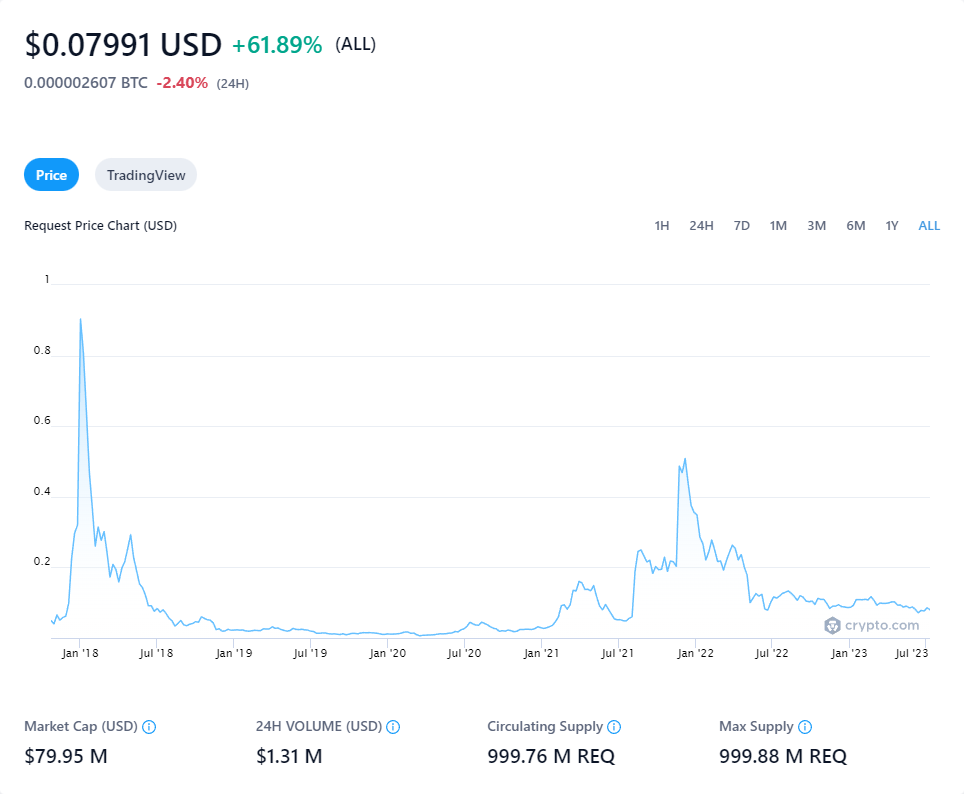 $0.07991 USD +61.89% (ALL)
0.000002607 BTC -2.40% (24H)
Price TradingView
Request Price Chart (USD) 1H 24H 7D 1M 3M 6M 1Y ALL
1
0.8
0.6
0.4
0.2
crypto.com
Jan '18 Jul '18 Jan '19 Jul '19 Jan '20 Jul '20 Jan '21 Jul '21 Jan '22 Jul '22 Jan '23 Jul '23
Market Cap (USD) 24H VOLUME (USD) Circulating Supply Max Supply
$79.95 M $1.31 M 999.76 M REQ 999.88 M REQ